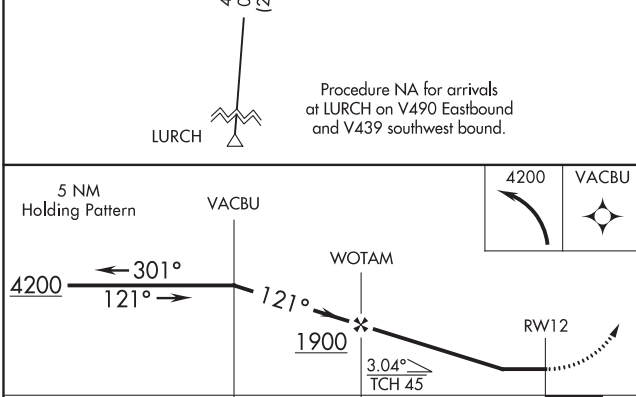 LURCH
Procedure NA for arrivals
at LURCH on V490 Eastbound
and V439 southwest bound.
5 NM
Holding Pattern
VACBU
4200
VACBU
WOTAM
4200
301°
121°
121°
1900
RW12
3.04°
TCH 45